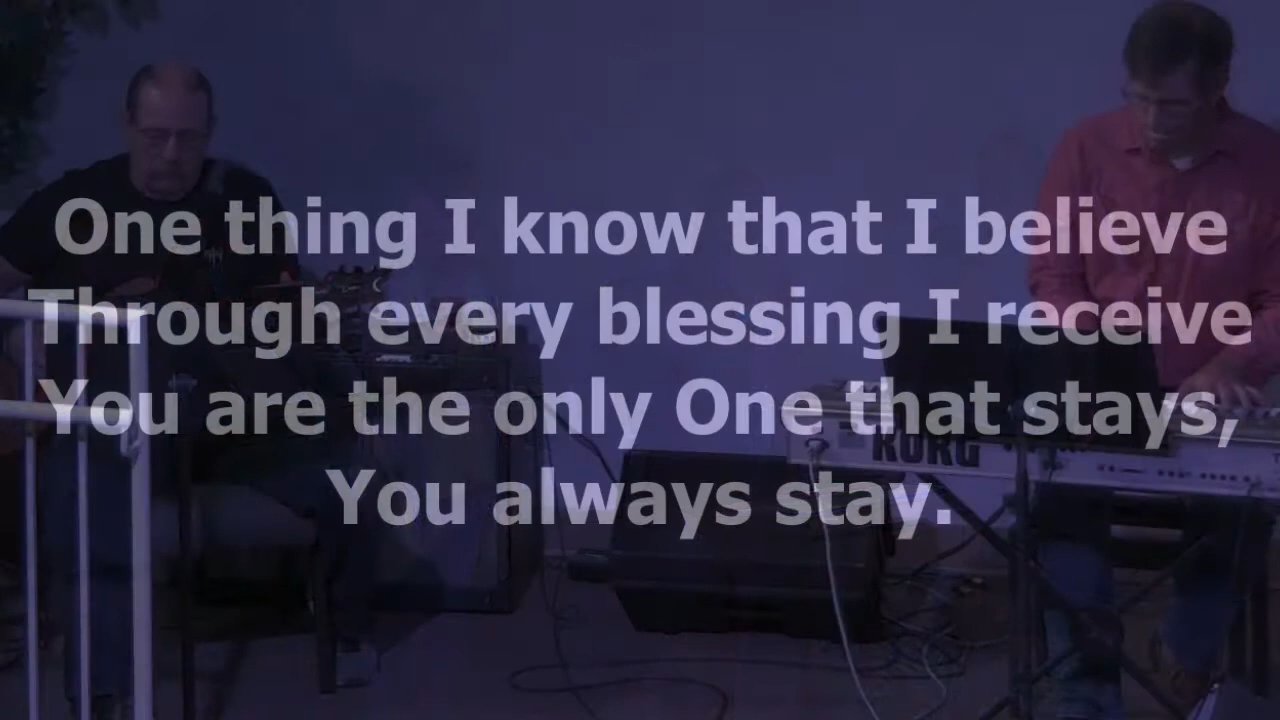 One thing I know that I believe
Through every blessing I receive
You are the only One that stays,
You always stay.
KORG